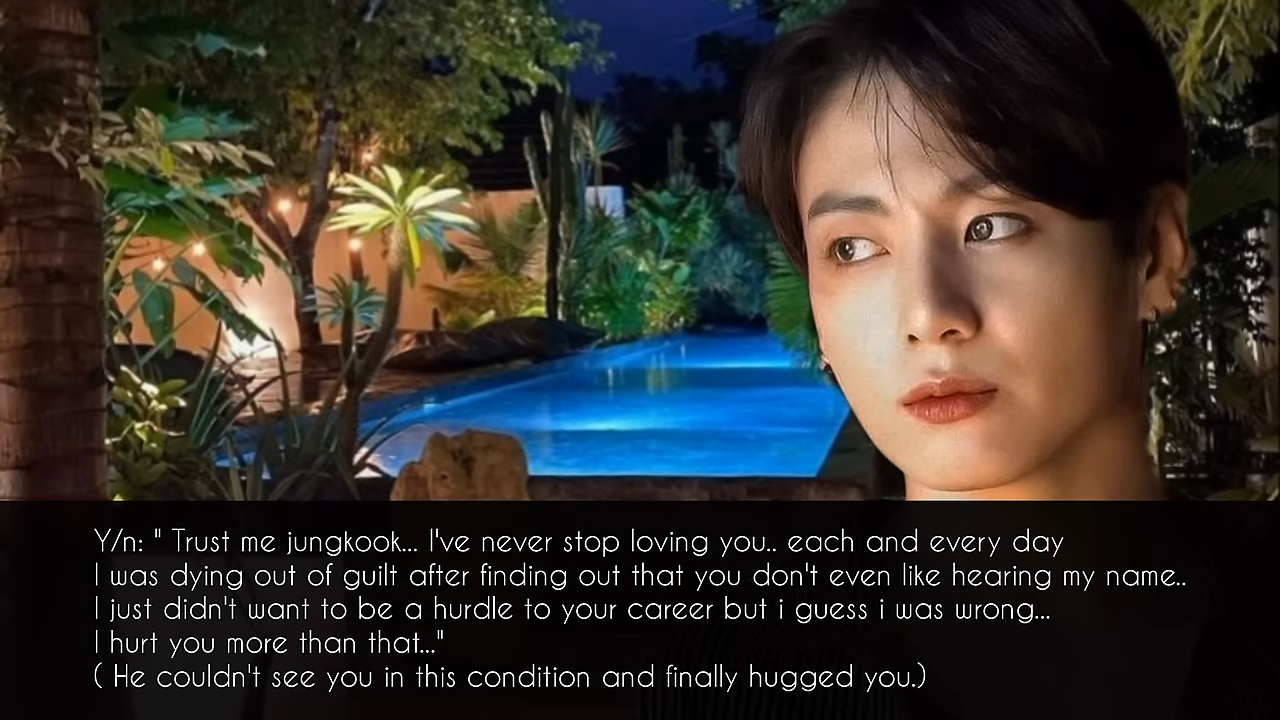 Y/n: " Trust me jungkook... I've never stop loving you.. each and every day
I was dying out of guilt after finding out that you don't even like hearing my name..
I just didn't want to be a hurdle to your career but i guess i was wrong...
I hurt you more than that..."
( He couldn't see you in this condition and finally hugged you.)